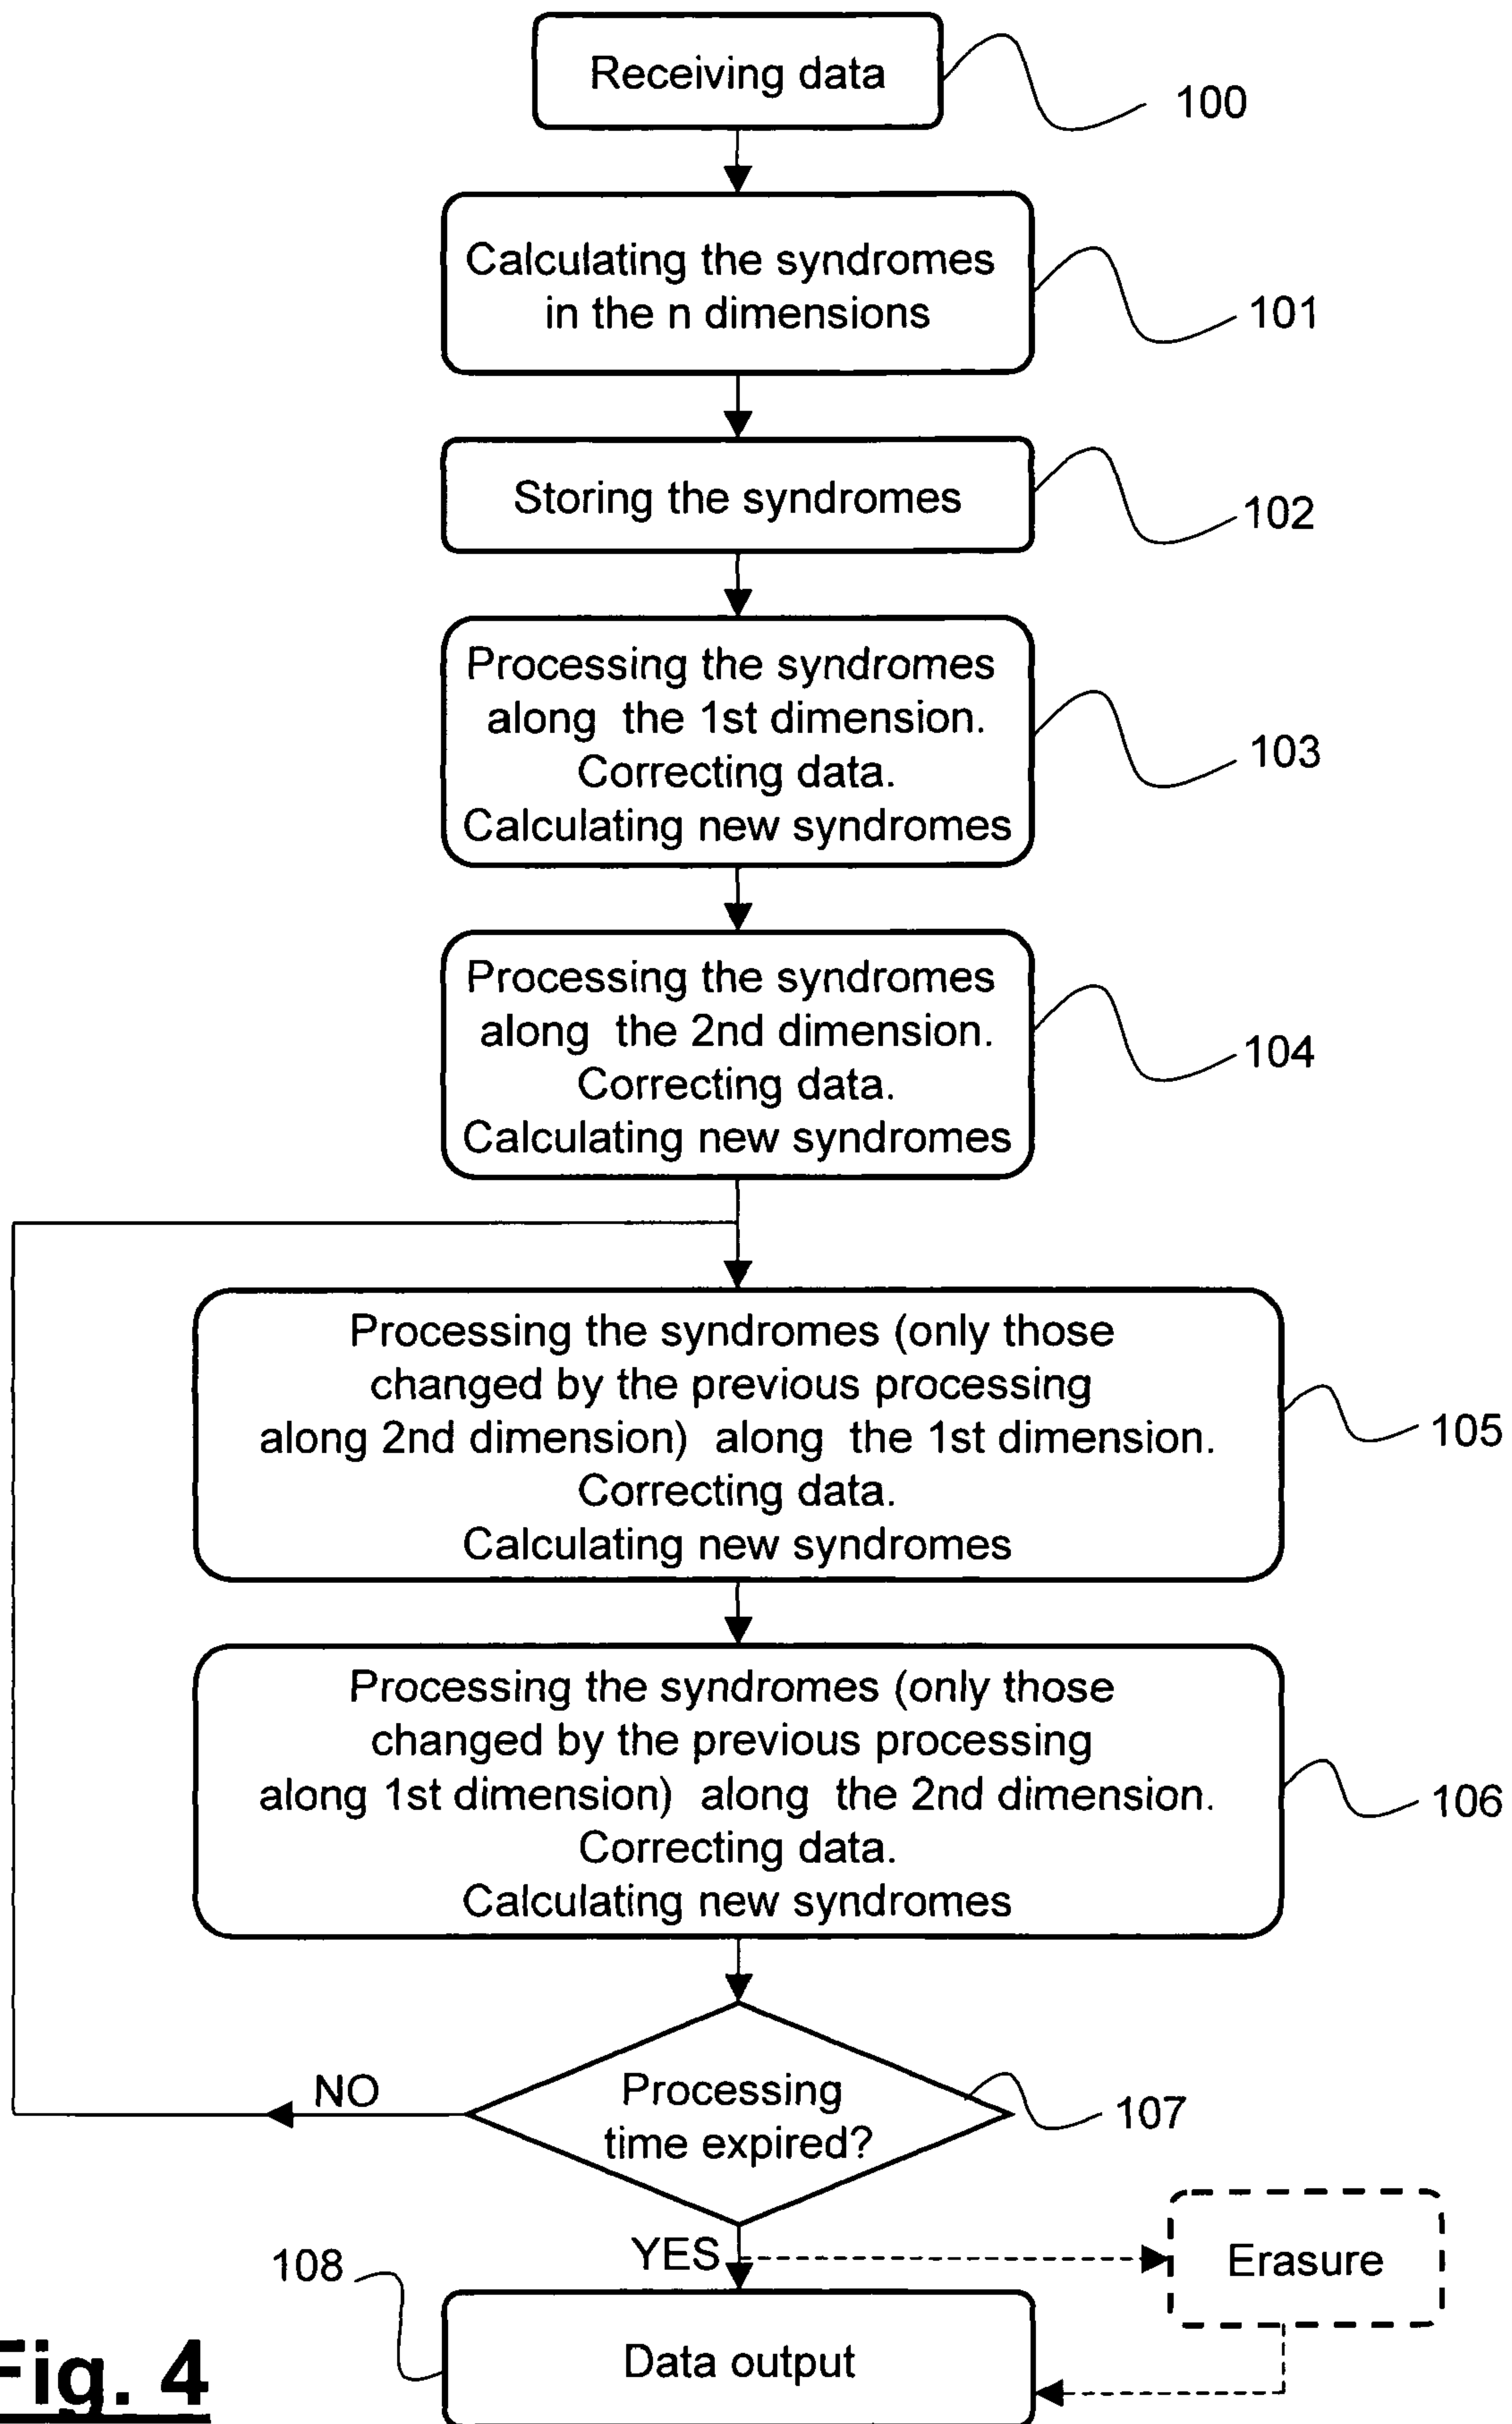 Receiving data
100
Calculating the syndromes
in the n dimensions
101
Storing the syndromes
102
Processing the syndromes
along the 1st dimension.
Correcting data.
Calculating new syndromes
103
Processing the syndromes
along the 2nd dimension.
Correcting data.
Calculating new syndromes
104
Processing the syndromes (only those
changed by the previous processing
along 2nd dimension) along the 1st dimension.
Correcting data.
Calculating new syndromes
105
Processing the syndromes (only those
changed by the previous processing
along 1st dimension) along the 2nd dimension.
Correcting data.
Calculating new syndromes
106
NO
Processing
time expired?
107
YES
Erasure
108
Data output
Fig. 4